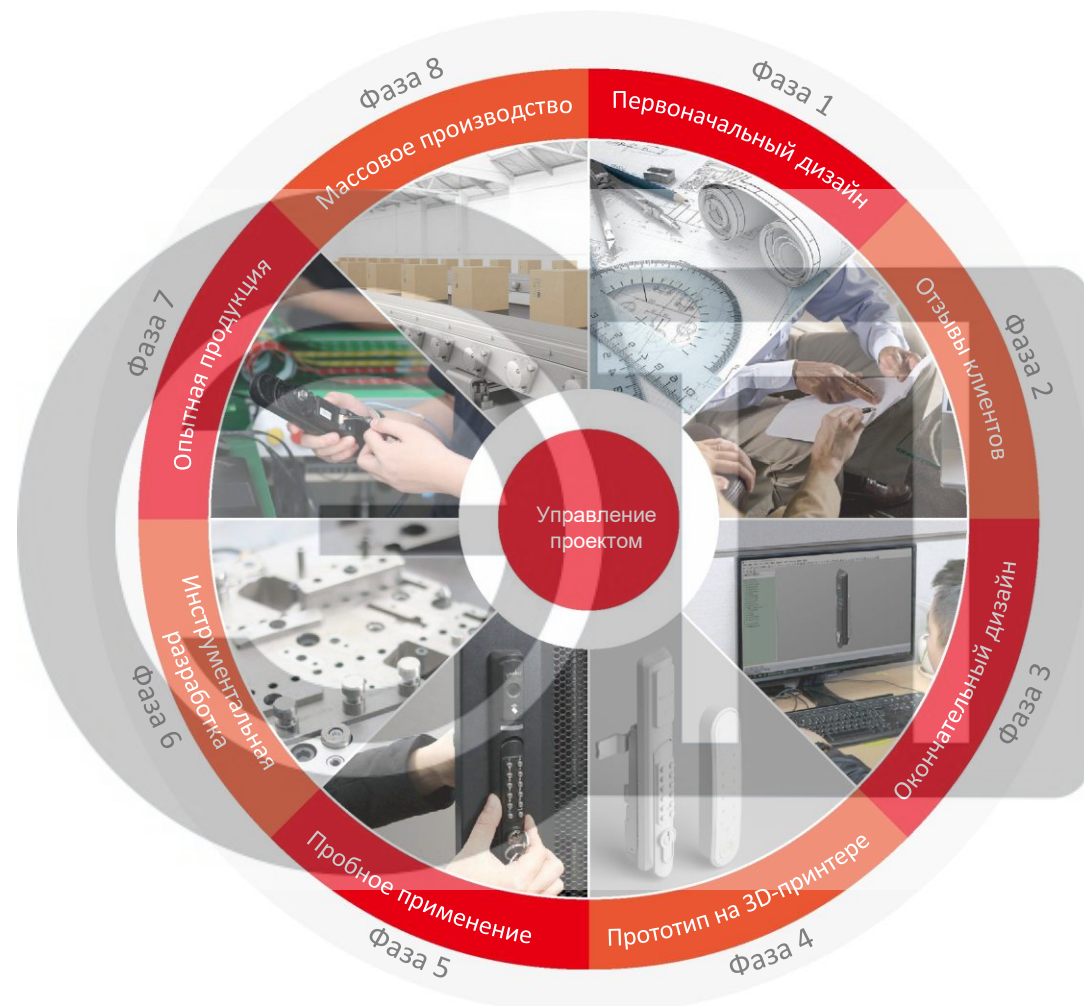 Фаза 1
Первоначальный дизайн
Фаза 2
Отзывы клиентов
Фаза 3
Окончательный дизайн
Фаза 4
Прототип на 3D-принтере
Фаза 5
Пробное применение
Фаза 6
Инструментальная
разработка
Фаза 7
Опытная продукция
Фаза 8
Массовое производство
Управление
проектом